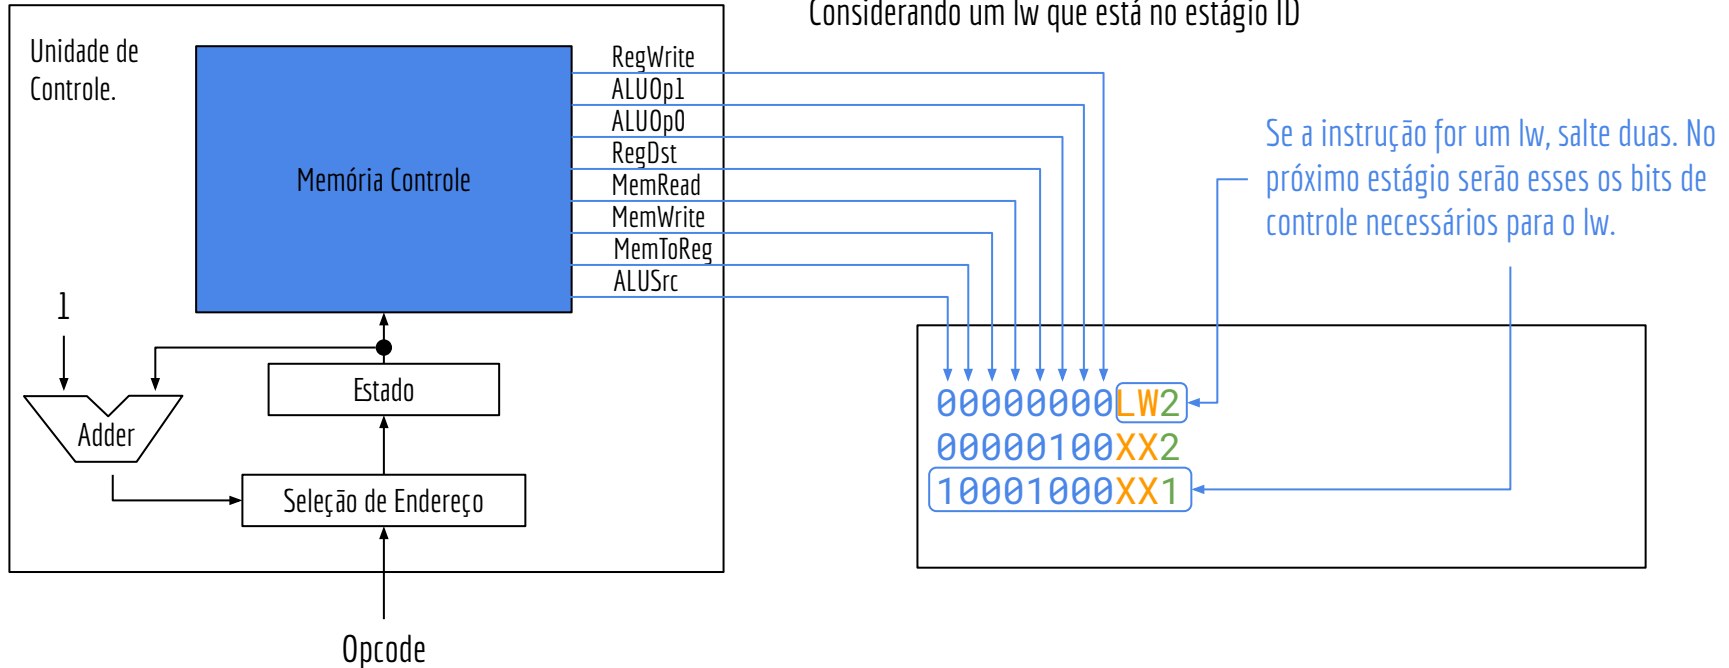 Considerando um lw que está no estágio ID
Unidade de
Controle.
Memória Controle
RegWrite
ALUOp1
ALUOp0
RegDst
MemRead
MemWrite
MemToReg
ALUSrc
Se a instrução for um lw, salte duas. No
próximo estágio serão esses os bits de
controle necessários para o lw.
1
Estado
Adder
Seleção de Endereço
Opcode
00000000LW2
00000100XX2
10001000XX1